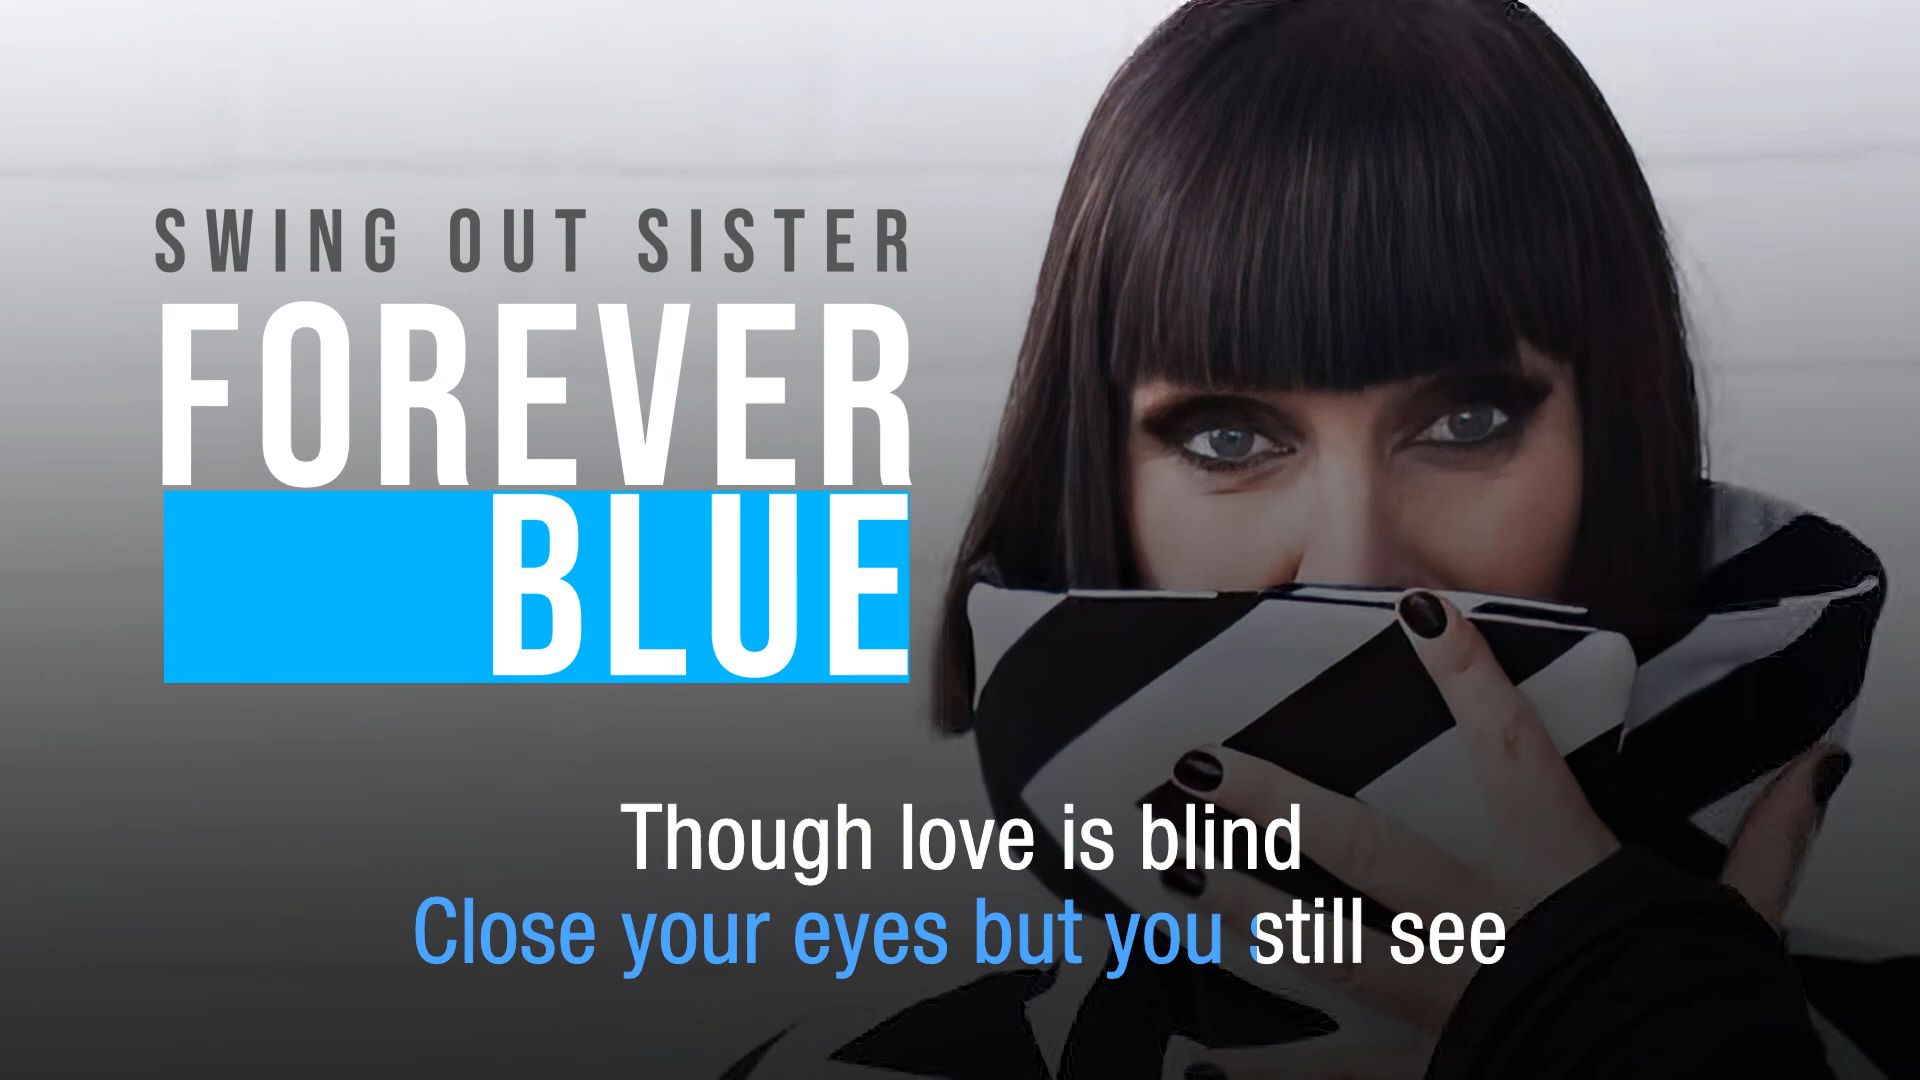 SWING OUT SISTER
FOREVER
BLUE
Though love is blind
Close your eyes but you still see